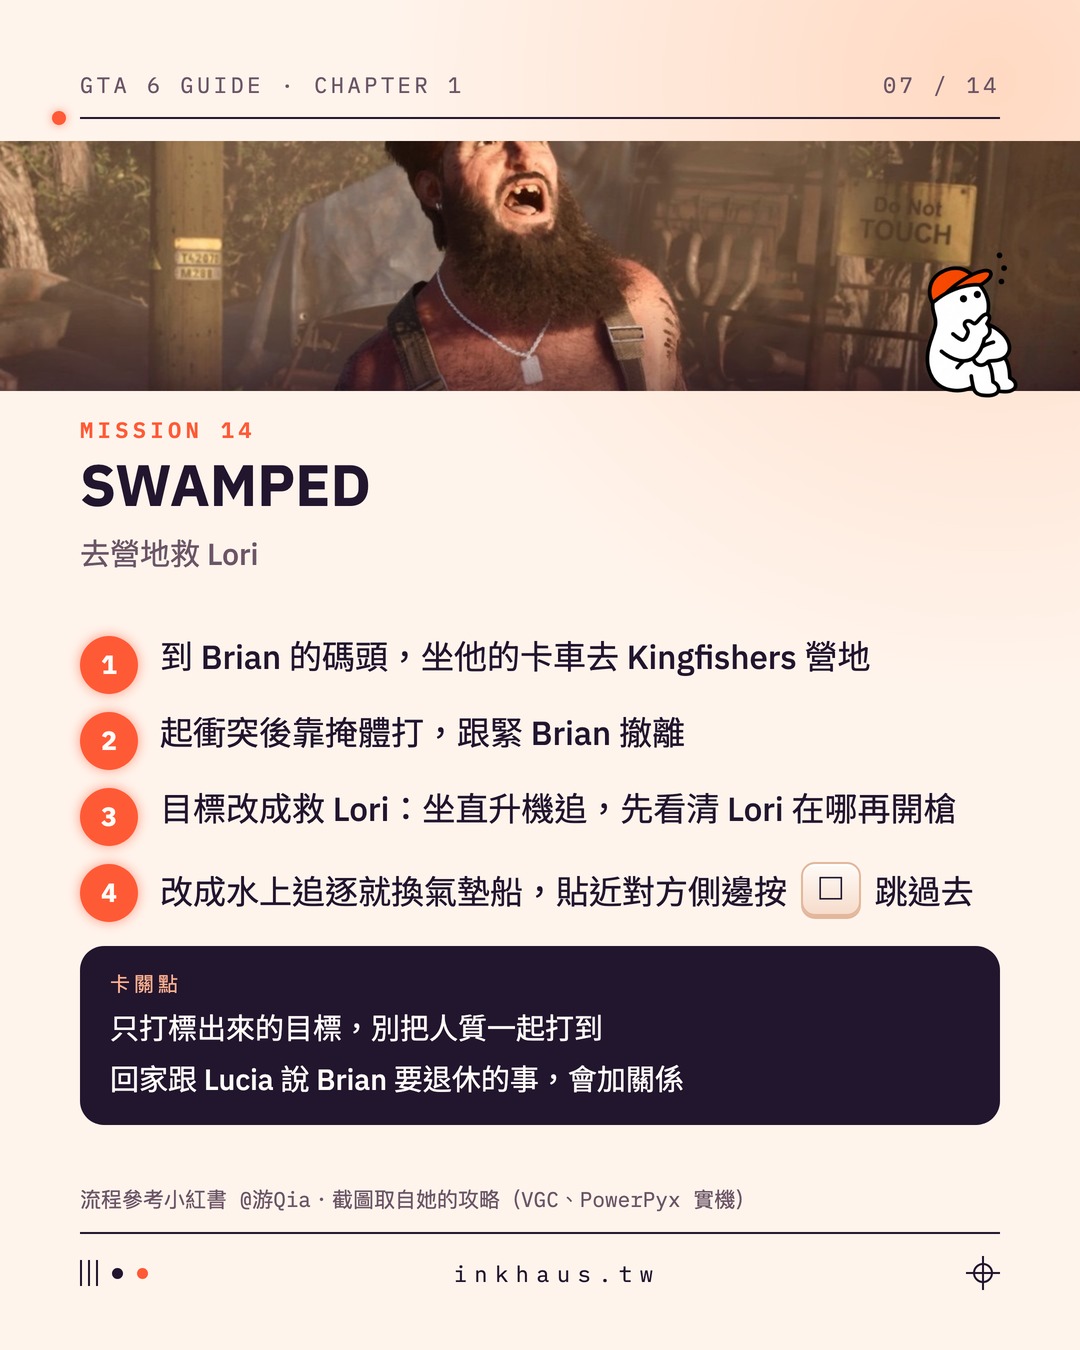 GTA 6 GUIDE · CHAPTER 1
07 / 14
Do Not
TOUCH
MISSION 14
SWAMPED
去營地救 Lori
1 到 Brian 的碼頭，坐他的卡車去 Kingfishers 營地
2 起衝突後靠掩體打，跟緊 Brian 撤離
3 目標改成救 Lori：坐直升機追，先看清 Lori 在哪再開槍
4 改成水上追逐就換氣墊船，貼近對方側邊按 □ 跳過去
卡關點
只打標出來的目標，別把人質一起打到
回家跟 Lucia 說 Brian 要退休的事，會加關係
流程參考小紅書 @游Qia · 截圖取自她的攻略（VGC、PowerPyx 實機）
inkhaus.tw